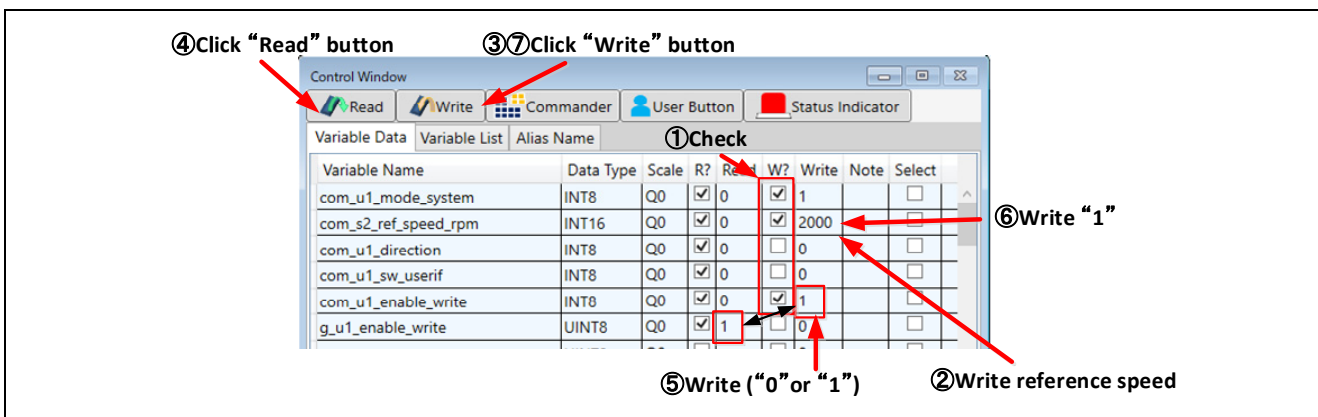 ④Click “Read” button ③⑦Click “Write” button
Control Window
Read Write Commander User Button Status Indicator
Variable Data Variable List Alias Name
①Check
Variable Name Data Type Scale R? Read W? Write Note Select
com_u1_mode_system INT8 Q0 0 1
com_s2_ref_speed_rpm INT16 Q0 0 2000
⑥Write “1”
com_u1_direction INT8 Q0 0 0
com_u1_sw_userif INT8 Q0 0 0
com_u1_enable_write INT8 Q0 0 1
g_u1_enable_write UINT8 Q0 1 0
⑤Write (“0”or “1”) ②Write reference speed